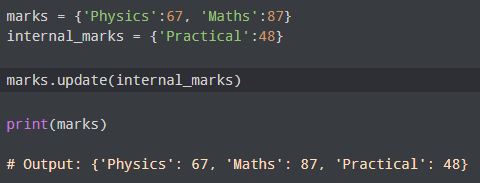 marks = {'Physics':67, 'Maths':87}
internal_marks = {'Practical':48}
marks.update(internal_marks)
print(marks)
# Output: {'Physics': 67, 'Maths': 87, 'Practical': 48}